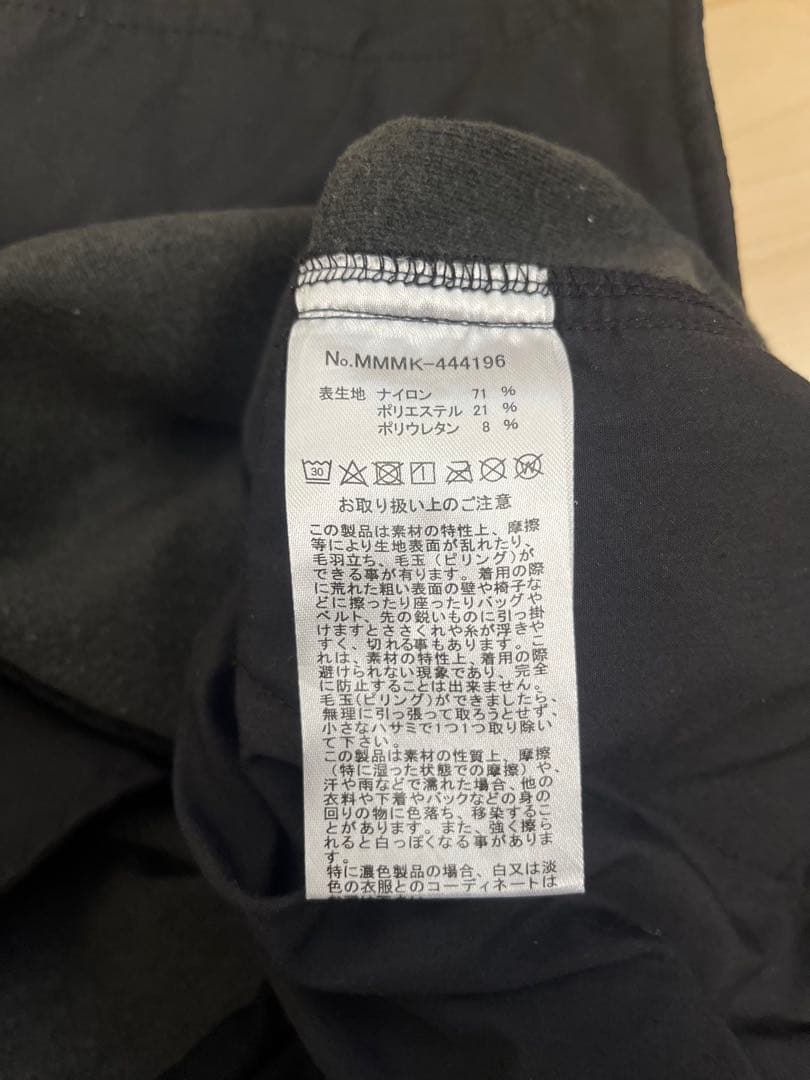 No.MMMK-444196
表生地 ナイロン 71 %
ポリエステル 21 %
ポリウレタン 8 %
30
お取り扱い上のご注意
この製品は素材の特性上、摩擦
等により生地表面が乱れたり、
毛羽立ち、毛玉(ピリング)が
できる事が有ります。着用の際
に荒れた粗い表面の壁や椅子な
どに擦ったり座ったりバッグや
ベルト、先の鋭いものに引っ掛
けますとささくれや糸が浮きや
すく、切れる事もあります。こ
れは、素材の特性上、着用の際
避けられない現象であり、完全
に防止することは出来ません。
毛玉(ピリング)ができましたら、
無理に引っ張って取ろうとせず、
小さなハサミで1つ1つ取り除い
て下さい。
この製品は素材の性質上、摩擦
(特に湿った状態での摩擦)や、
汗や雨などで濡れた場合、他の
衣料や下着やバックなどの身の
回りの物に色落ち、移染するこ
とがあります。また、強く擦ら
れると白っぽくなる事がありま
す。
特に濃色製品の場合、白又は淡
色の衣服とのコーディネートは